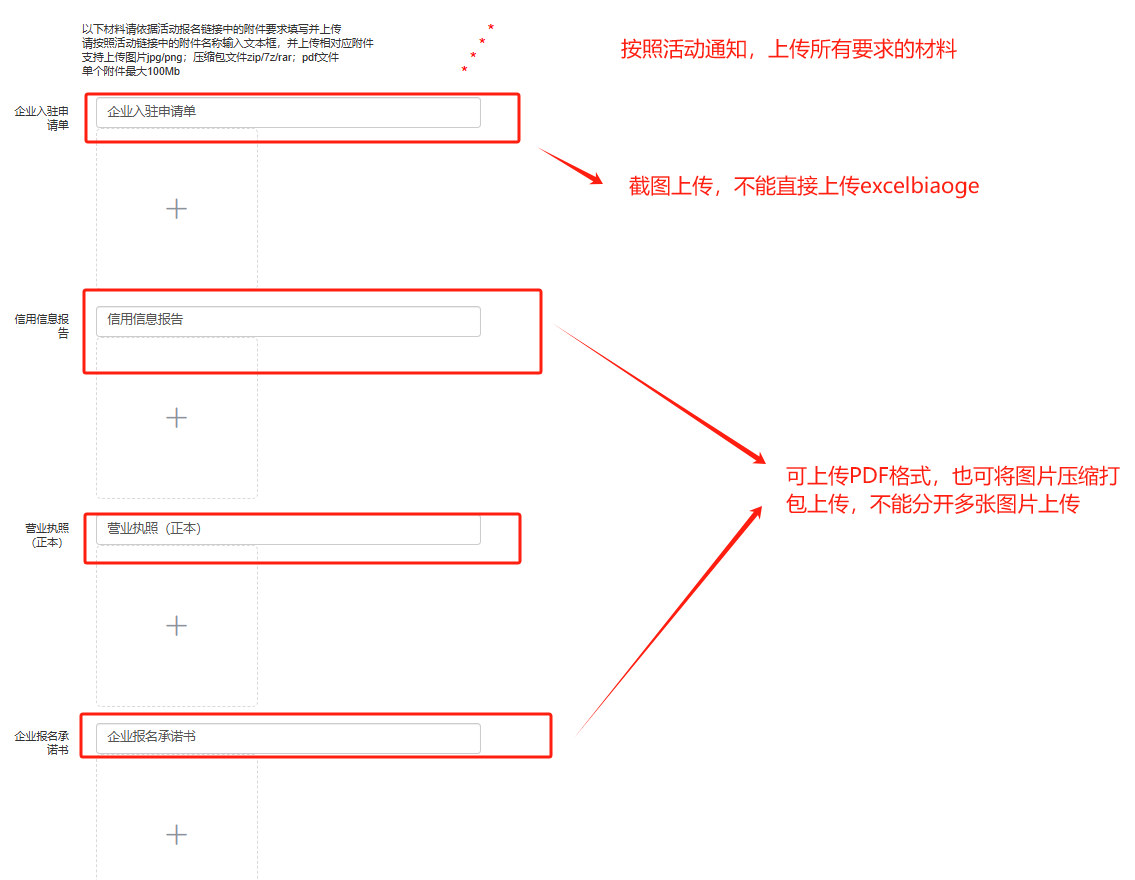 以下材料请依据活动报名链接中的附件要求填写并上传 *
请按照活动链接中的附件名称输入文本框，并上传相对应附件 *
支持上传图片jpg/png；压缩包文件zip/7z/rar；pdf文件 *
单个附件最大100Mb *
按照活动通知，上传所有要求的材料
企业入驻申
请单
企业入驻申请单
截图上传，不能直接上传excelbiaoge
信用信息报
告
信用信息报告
可上传PDF格式，也可将图片压缩打
包上传，不能分开多张图片上传
营业执照
（正本）
营业执照（正本）
企业报名承
诺书
企业报名承诺书